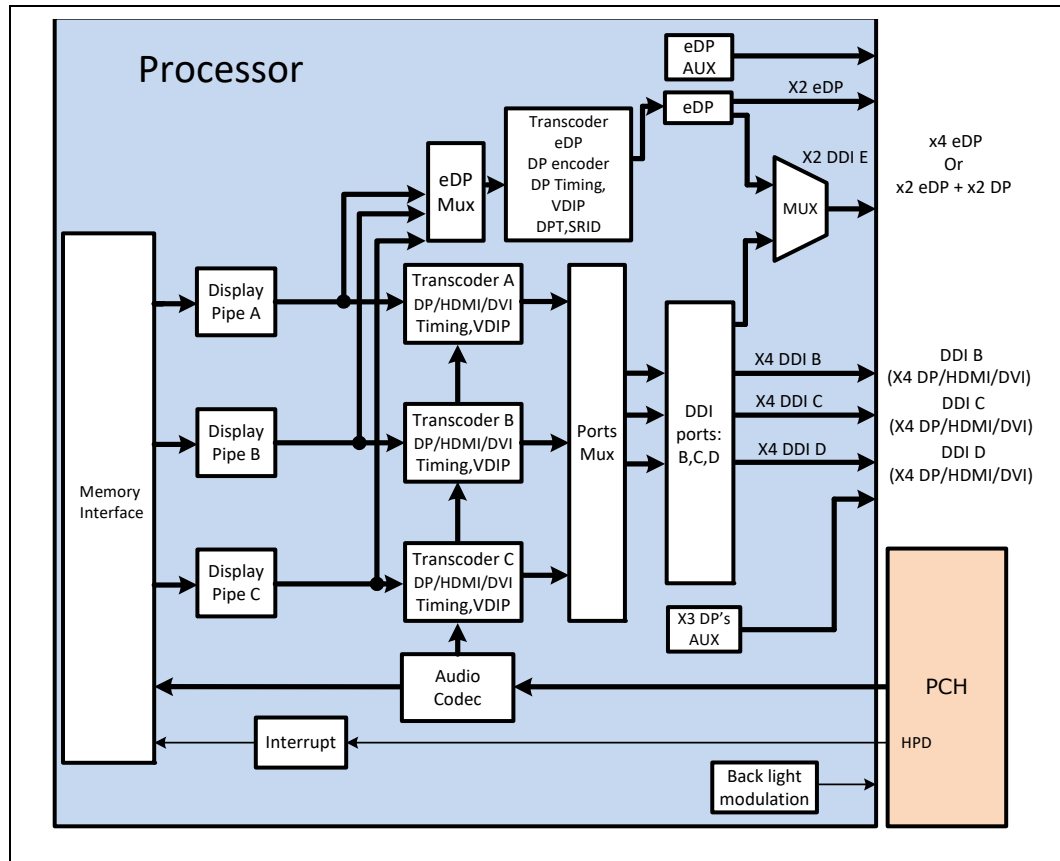 Processor
eDP
AUX
X2 eDP
eDP
Transcoder
eDP
DP encoder
DP Timing,
VDIP
DPT,SRID
eDP
Mux
X2 DDI E
MUX
x4 eDP
Or
x2 eDP + x2 DP
Memory
Interface
Display
Pipe A
Transcoder A
DP/HDMI/DVI
Timing,VDIP
Display
Pipe B
Transcoder B
DP/HDMI/DVI
Timing,VDIP
Display
Pipe C
Transcoder C
DP/HDMI/DVI
Timing,VDIP
Ports
Mux
DDI
ports:
B,C,D
X4 DDI B
X4 DDI C
X4 DDI D
DDI B
(X4 DP/HDMI/DVI)
DDI C
(X4 DP/HDMI/DVI)
DDI D
(X4 DP/HDMI/DVI)
X3 DP's
AUX
Audio
Codec
PCH
Interrupt
HPD
Back light
modulation